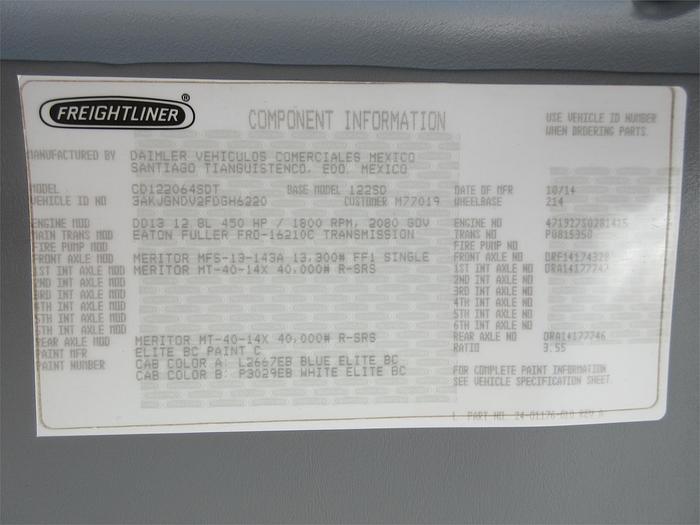 FREIGHTLINER®
COMPONENT INFORMATION
USE VEHICLE ID NUMBER
WHEN ORDERING PARTS.
MANUFACTURED BY DAIMLER VEHICULOS COMERCIALES MEXICO
SANTIAGO TIANGUISTENCO, EDO. MEXICO
MODEL CD122064SDT BASE MODEL 122SD DATE OF MFR 10/14
VEHICLE ID NO 3AKJGNDV2FDGH6220 CUSTOMER M77019 WHEELBASE 214
ENGINE MOD DD13 12.8L 450 HP / 1800 RPM, 2080 GOV ENGINE NO
MAIN TRANS MOD EATON FULLER FRO-16210C TRANSMISSION TRANS NO
FIRE PUMP MOD FIRE PUMP NO
FRONT AXLE MOD MERITOR MFS-13-143A 13,300# FF1 SINGLE FRONT AXLE NO DRF14174328
1ST INT AXLE MOD MERITOR MT-40-14X 40,000# R-SRS 1ST INT AXLE NO DRA14177747
2ND INT AXLE MOD 2ND INT AXLE NO
3RD INT AXLE MOD 3RD INT AXLE NO
4TH INT AXLE MOD 4TH INT AXLE NO
5TH INT AXLE MOD 5TH INT AXLE NO
6TH INT AXLE MOD 6TH INT AXLE NO
REAR AXLE MOD MERITOR MT-40-14X 40,000# R-SRS REAR AXLE NO DRA14177746
PAINT MFR ELITE BC PAINT C RATIO 3.55
PAINT NUMBER CAB COLOR A: L2667EB BLUE ELITE BC
CAB COLOR B: P3029EB WHITE ELITE BC
FOR COMPLETE PAINT INFORMATION
SEE VEHICLE SPECIFICATION SHEET.
PART NO. 24-01176-010 REV A